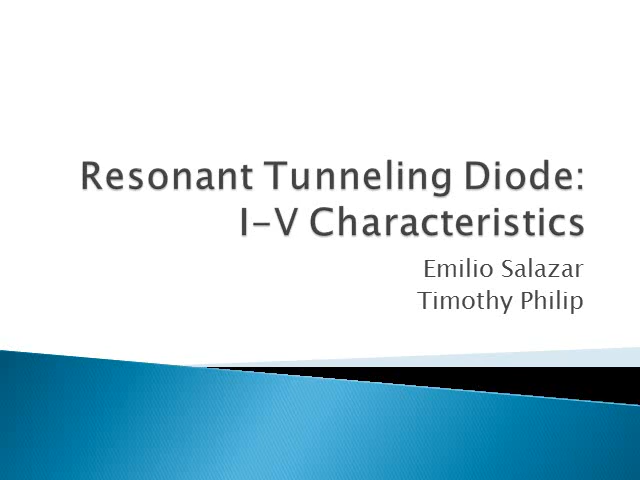 Resonant Tunneling Diode:
I-V Characteristics
Emilio Salazar
Timothy Philip